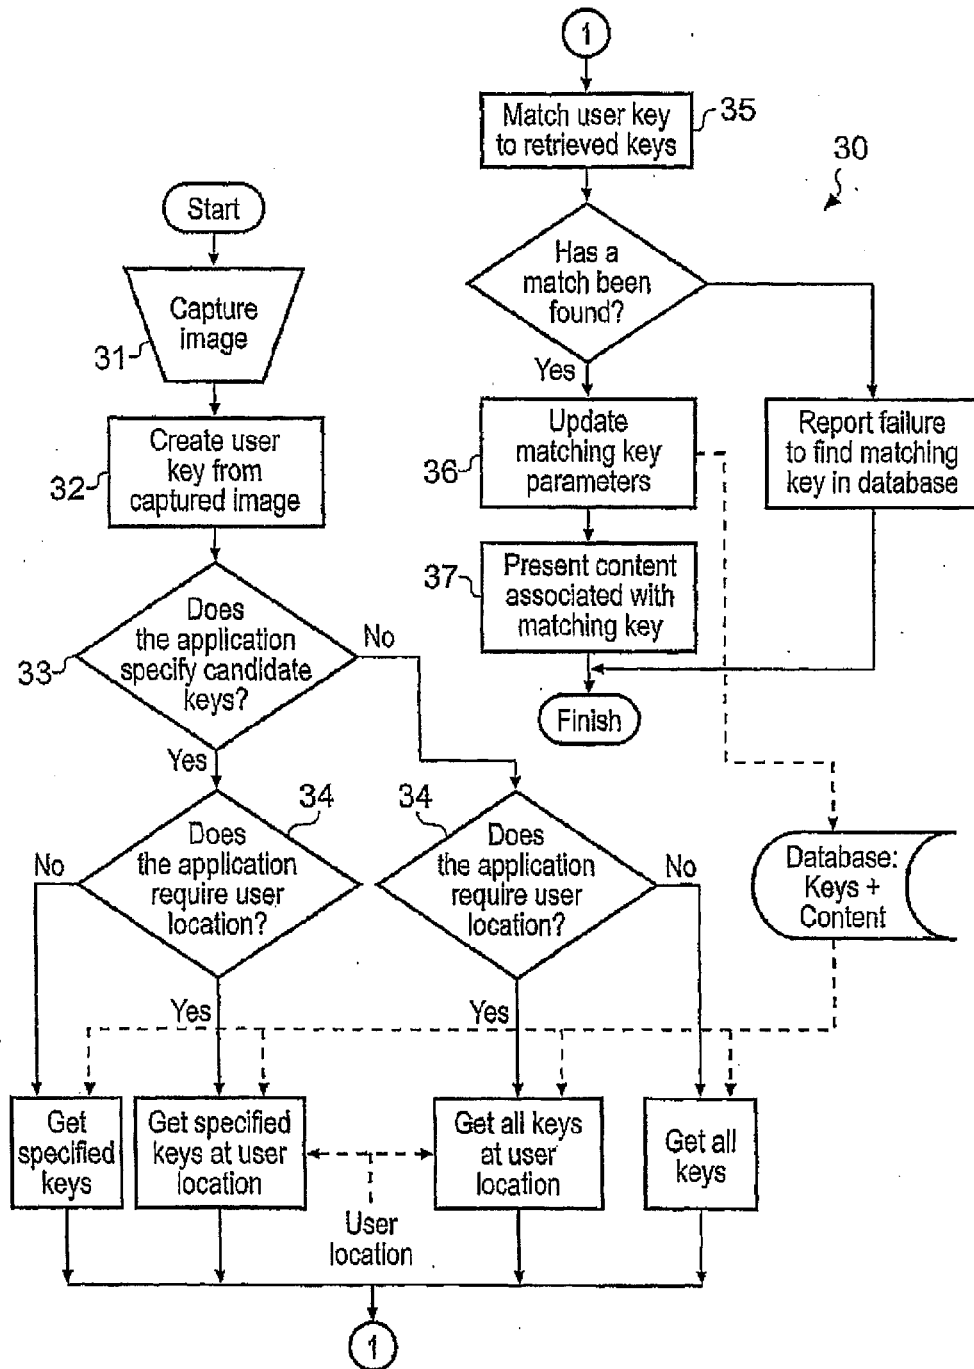 Start
Capture
image
31
Create user
key from
captured image
32
Does
the application
specify candidate
keys?
33
No
Yes
34
Does
the application
require user
location?
No
Yes
34
Does
the application
require user
location?
No
Yes
Get
specified
keys
Get specified
keys at user
location
Get all keys
at user
location
Get all
keys
User
location
1
1
Match user key
to retrieved keys
35
30
Has a
match been
found?
Yes
Update
matching key
parameters
36
Report failure
to find matching
key in database
Present content
associated with
matching key
37
Finish
Database:
Keys +
Content